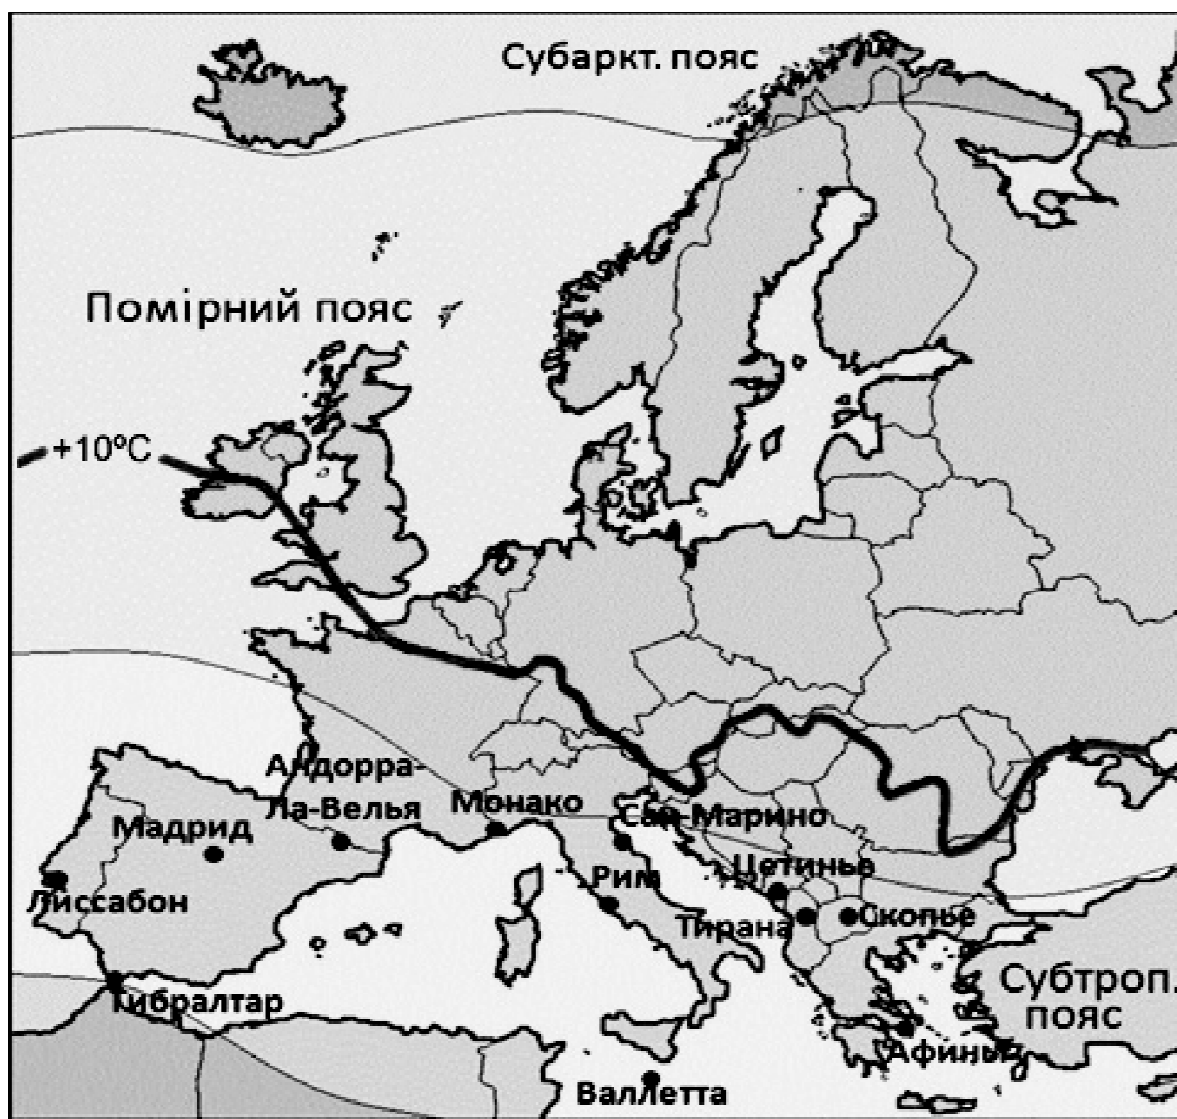 Субаркт. пояс
Помірний пояс
+10ºC
Андорра-
Ла-Велья
Монако
Сан-Марино
Мадрид
Цетинье
Рим
Лиссабон
Тирана
Скопье
Субтроп.
пояс
Гибралтар
Афины
Валлетта